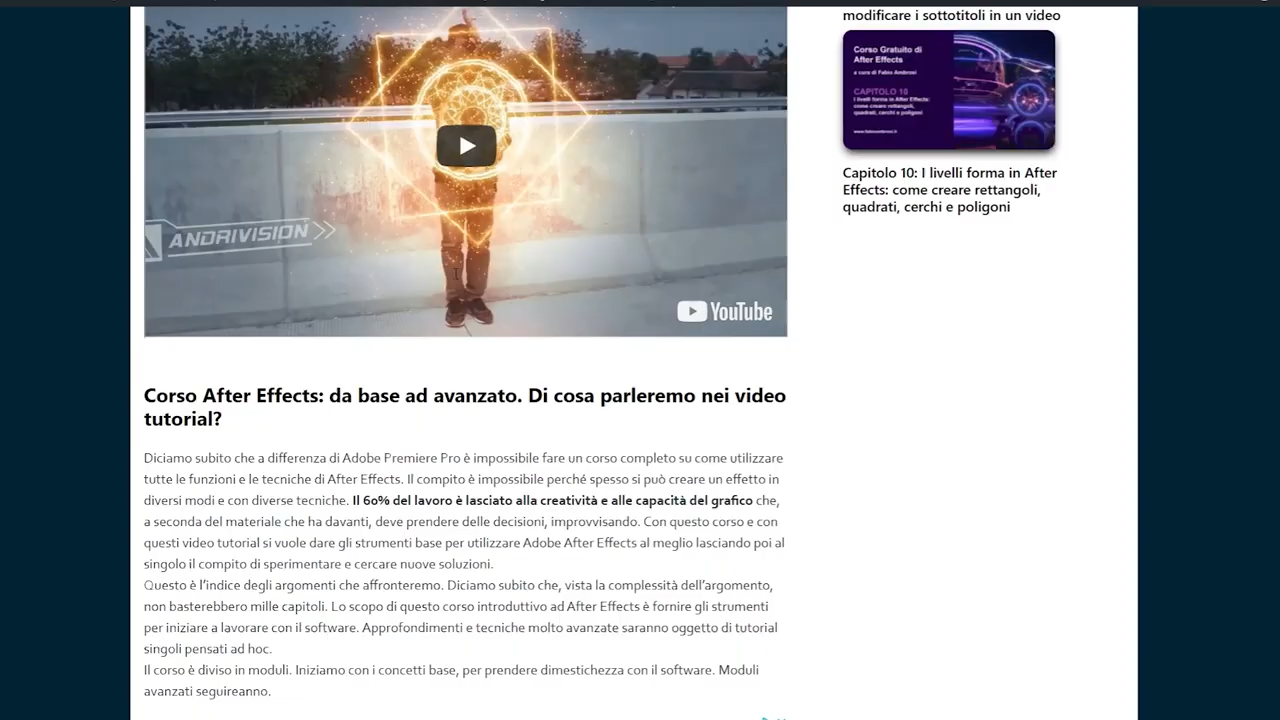 modificare i sottotitoli in un video
Corso Gratuito di
After Effects
a cura di Fabio Ambrosi
CAPITOLO 10
I livelli forma in After Effects:
come creare rettangoli,
quadrati, cerchi e poligoni
www.fabioambrosi.it
Capitolo 10: I livelli forma in After
Effects: come creare rettangoli,
quadrati, cerchi e poligoni
ANDRIVISION
YouTube
Corso After Effects: da base ad avanzato. Di cosa parleremo nei video
tutorial?
Diciamo subito che a differenza di Adobe Premiere Pro è impossibile fare un corso completo su come utilizzare
tutte le funzioni e le tecniche di After Effects. Il compito è impossibile perché spesso si può creare un effetto in
diversi modi e con diverse tecniche. Il 60% del lavoro è lasciato alla creatività e alle capacità del grafico che,
a seconda del materiale che ha davanti, deve prendere delle decisioni, improvvisando. Con questo corso e con
questi video tutorial si vuole dare gli strumenti base per utilizzare Adobe After Effects al meglio lasciando poi al
singolo il compito di sperimentare e cercare nuove soluzioni.
Questo è l'indice degli argomenti che affronteremo. Diciamo subito che, vista la complessità dell'argomento,
non basterebbero mille capitoli. Lo scopo di questo corso introduttivo ad After Effects è fornire gli strumenti
per iniziare a lavorare con il software. Approfondimenti e tecniche molto avanzate saranno oggetto di tutorial
singoli pensati ad hoc.
Il corso è diviso in moduli. Iniziamo con i concetti base, per prendere dimestichezza con il software. Moduli
avanzati seguireanno.